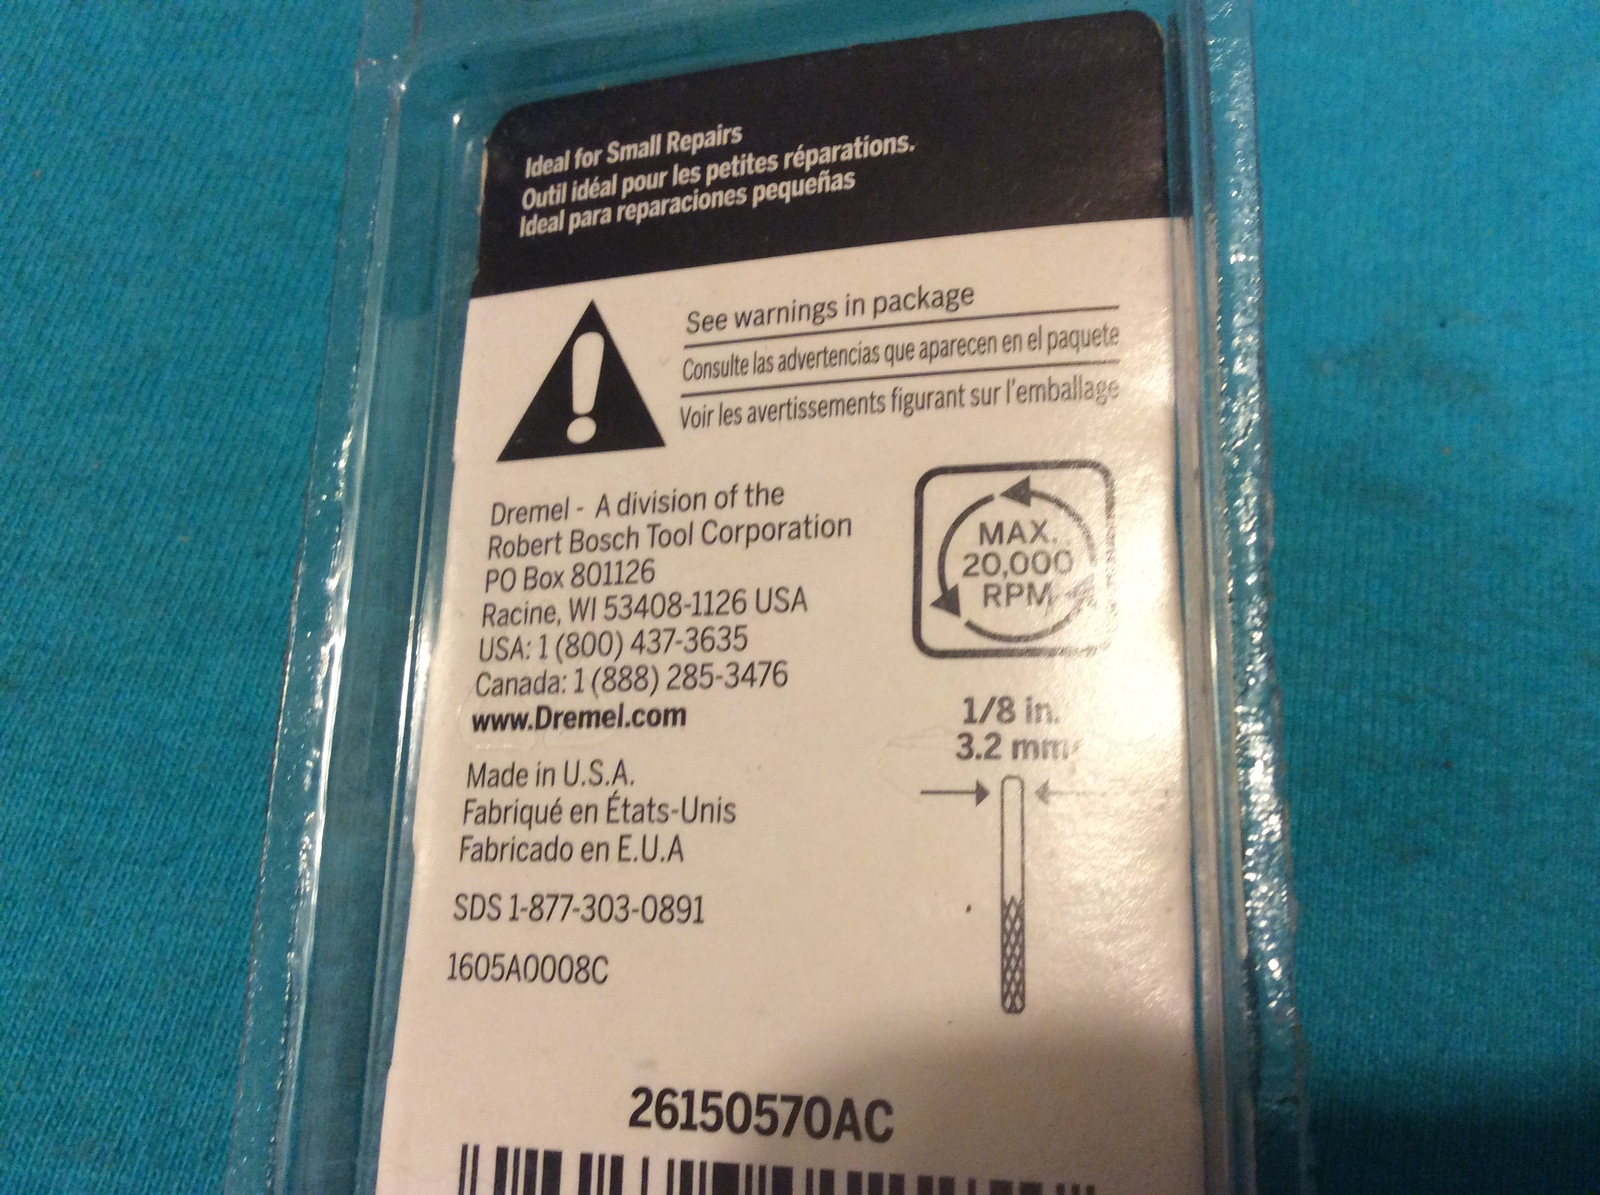 Ideal for Small Repairs
Outil idéal pour les petites réparations.
Ideal para reparaciones pequeñas
See warnings in package
Consulte las advertencias que aparecen en el paquete
Voir les avertissements figurant sur l'emballage
Dremel - A division of the
Robert Bosch Tool Corporation
PO Box 801126
Racine, WI 53408-1126 USA
USA: 1 (800) 437-3635
Canada: 1 (888) 285-3476
www.Dremel.com
MAX.
20,000
RPM
1/8 in.
3.2 mm
Made in U.S.A.
Fabriqué en États-Unis
Fabricado en E.U.A
SDS 1-877-303-0891
1605A0008C
26150570AC